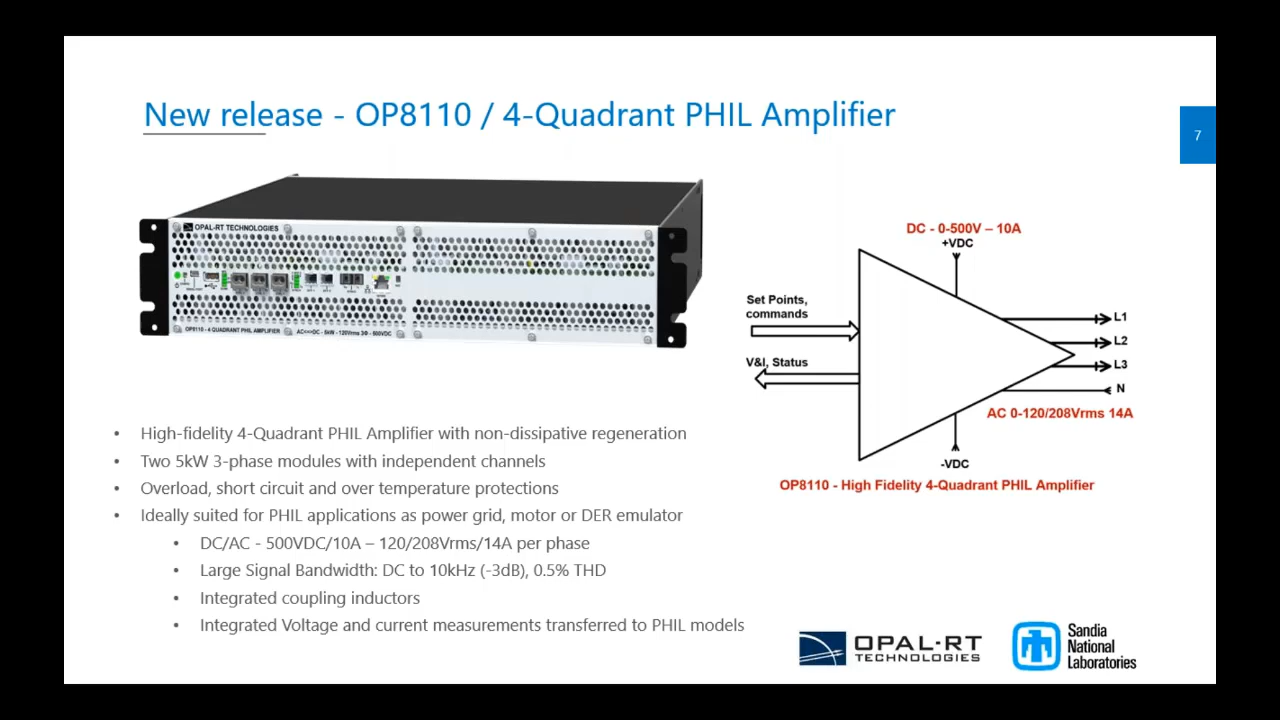 New release - OP8110 / 4-Quadrant PHIL Amplifier
7
OPAL-RT TECHNOLOGIES
OP8110 - 4 QUADRANT PHIL AMPLIFIER
AC<=>DC - 5kW - 120Vrms 3Φ - 500VDC
DC - 0-500V – 10A
+VDC
Set Points,
commands
L1
L2
V&I, Status
L3
N
AC 0-120/208Vrms 14A
-VDC
OP8110 - High Fidelity 4-Quadrant PHIL Amplifier
• High-fidelity 4-Quadrant PHIL Amplifier with non-dissipative regeneration
• Two 5kW 3-phase modules with independent channels
• Overload, short circuit and over temperature protections
• Ideally suited for PHIL applications as power grid, motor or DER emulator
• DC/AC - 500VDC/10A – 120/208Vrms/14A per phase
• Large Signal Bandwidth: DC to 10kHz (-3dB), 0.5% THD
• Integrated coupling inductors
• Integrated Voltage and current measurements transferred to PHIL models
OPAL-RT
TECHNOLOGIES
Sandia
National
Laboratories